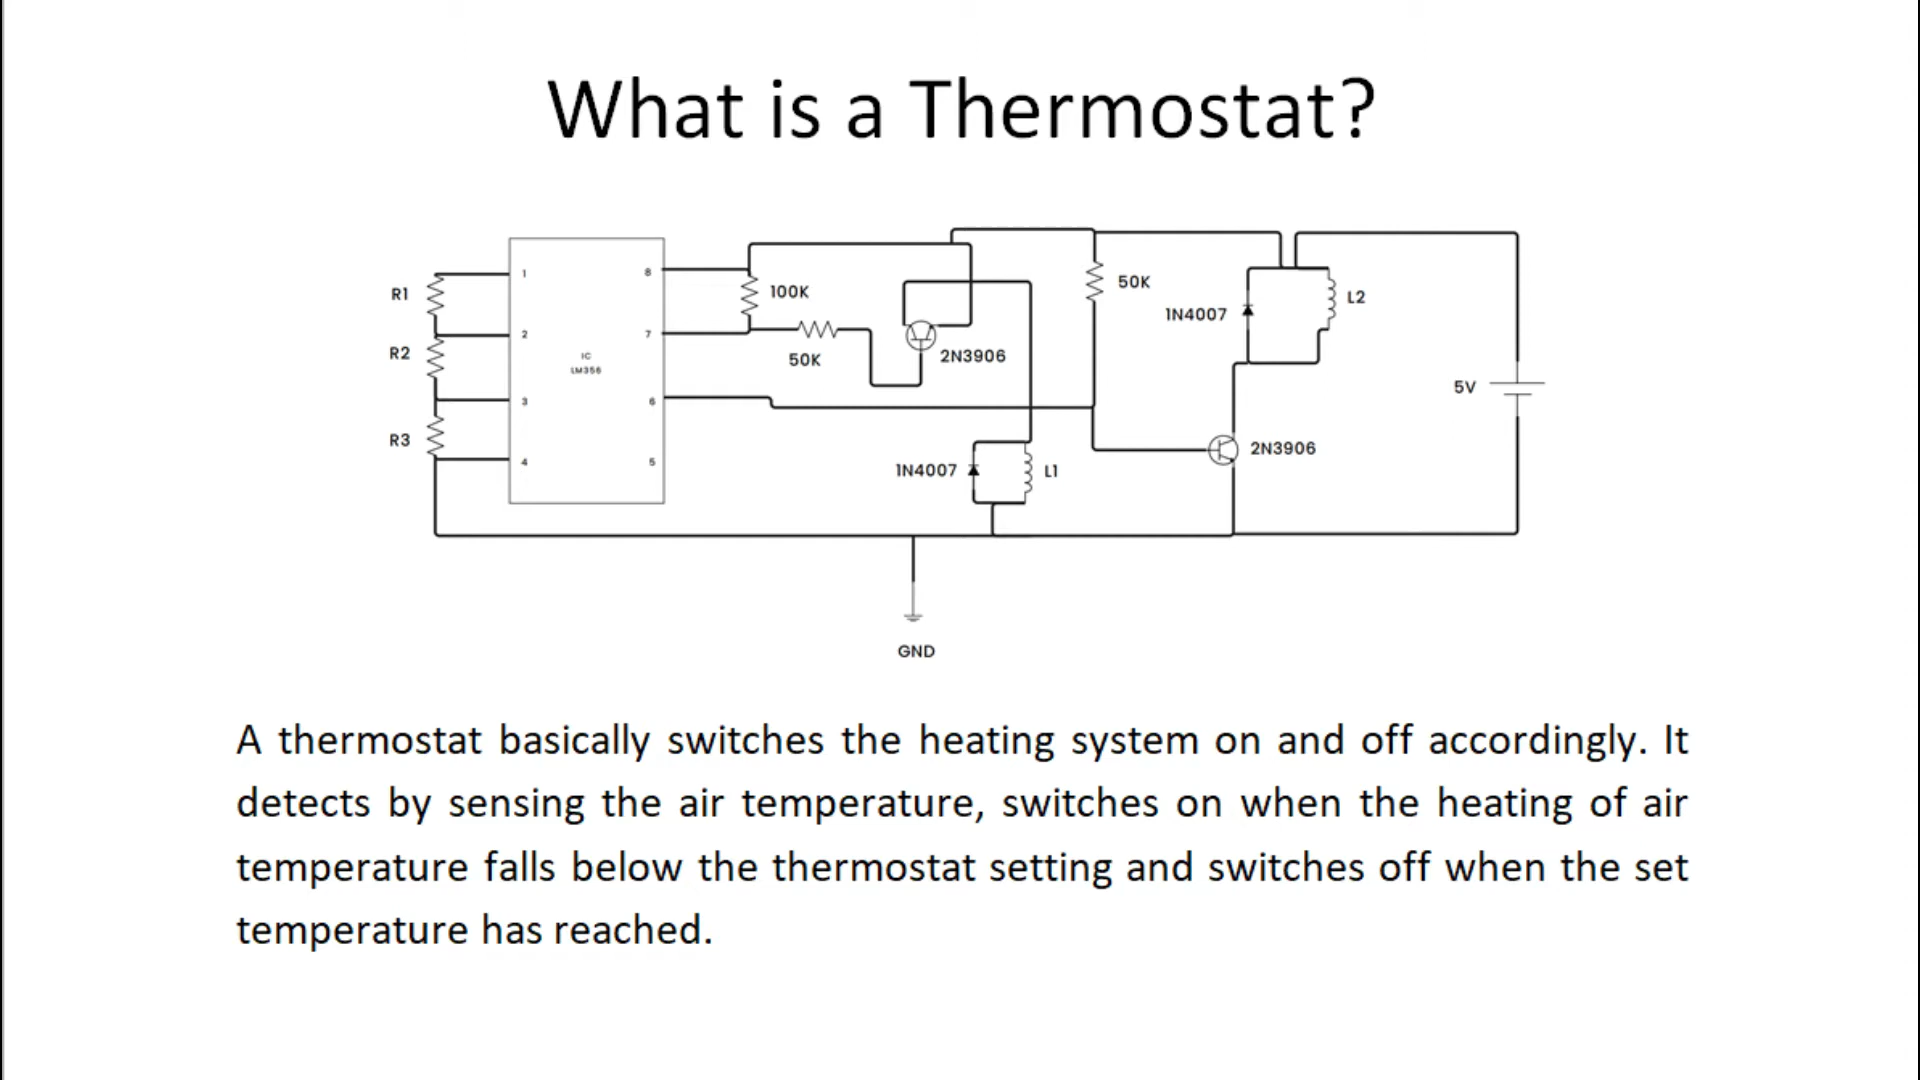 What is a Thermostat?
R1
R2
R3
1
2
3
4
IC
LM356
8
7
6
5
100K
50K
2N3906
1N4007
L1
50K
1N4007
L2
2N3906
5V
GND
A thermostat basically switches the heating system on and off accordingly. It
detects by sensing the air temperature, switches on when the heating of air
temperature falls below the thermostat setting and switches off when the set
temperature has reached.